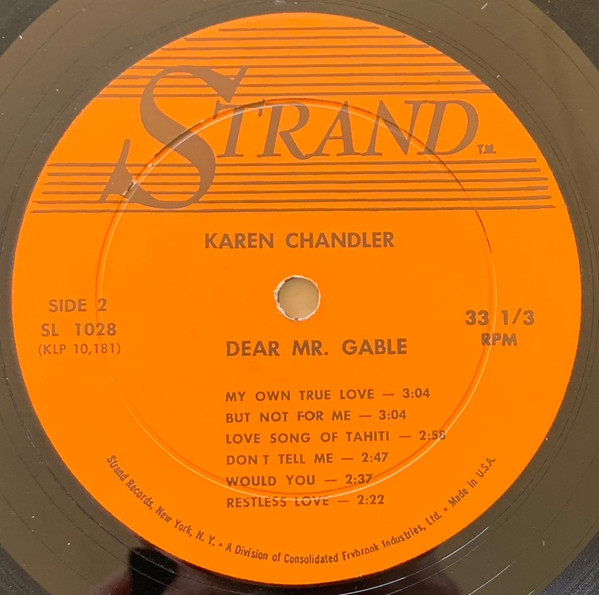 STRAND T.M.
KAREN CHANDLER
SIDE 2
SL 1028
(KLP 10,181)
33 1/3
RPM
DEAR MR. GABLE
MY OWN TRUE LOVE — 3:04
BUT NOT FOR ME — 3:04
LOVE SONG OF TAHITI — 2:58
DON T TELL ME — 2:47
WOULD YOU — 2:37
RESTLESS LOVE — 2:22
Strand Records, New York, N. Y. • A Division of Consolidated Frybrook Industries, Ltd. • Made in U.S.A.